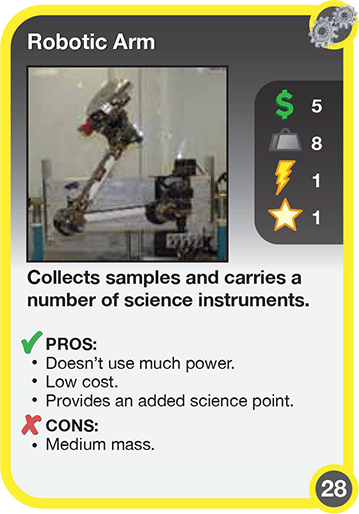 Robotic Arm
$ 5
8
1
1
Collects samples and carries a
number of science instruments.
PROS:
• Doesn’t use much power.
• Low cost.
• Provides an added science point.
CONS:
• Medium mass.
28